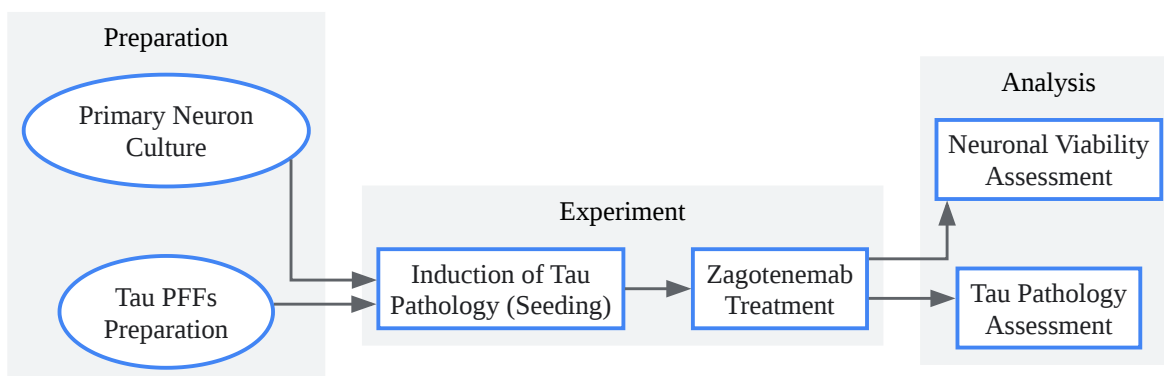 Preparation
Primary Neuron
Culture
Tau PFFs
Preparation
Experiment
Induction of Tau
Pathology (Seeding)
Zagotenemab
Treatment
Analysis
Neuronal Viability
Assessment
Tau Pathology
Assessment